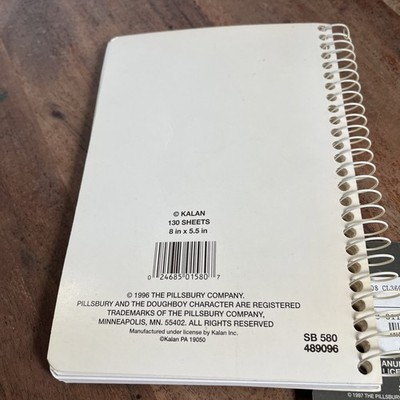 © KALAN
130 SHEETS
8 in x 5.5 in
0 24685 01580 7
© 1996 THE PILLSBURY COMPANY.
PILLSBURY AND THE DOUGHBOY CHARACTER ARE REGISTERED
TRADEMARKS OF THE PILLSBURY COMPANY,
MINNEAPOLIS, MN. 55402. ALL RIGHTS RESERVED
Manufactured under license by Kalan Inc.
©Kalan PA 19050
SB 580
489096
© 1997 THE PILLSBURY